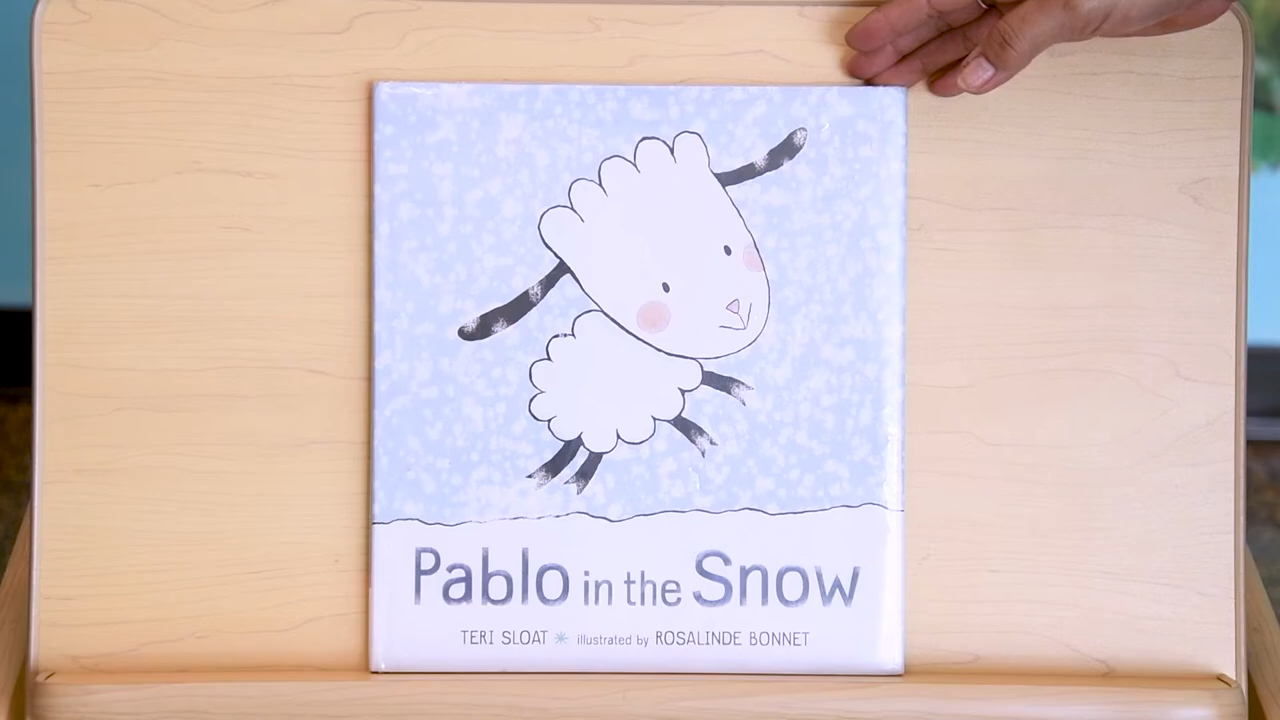 Pablo in the Snow
TERI SLOAT * illustrated by ROSALINDE BONNET